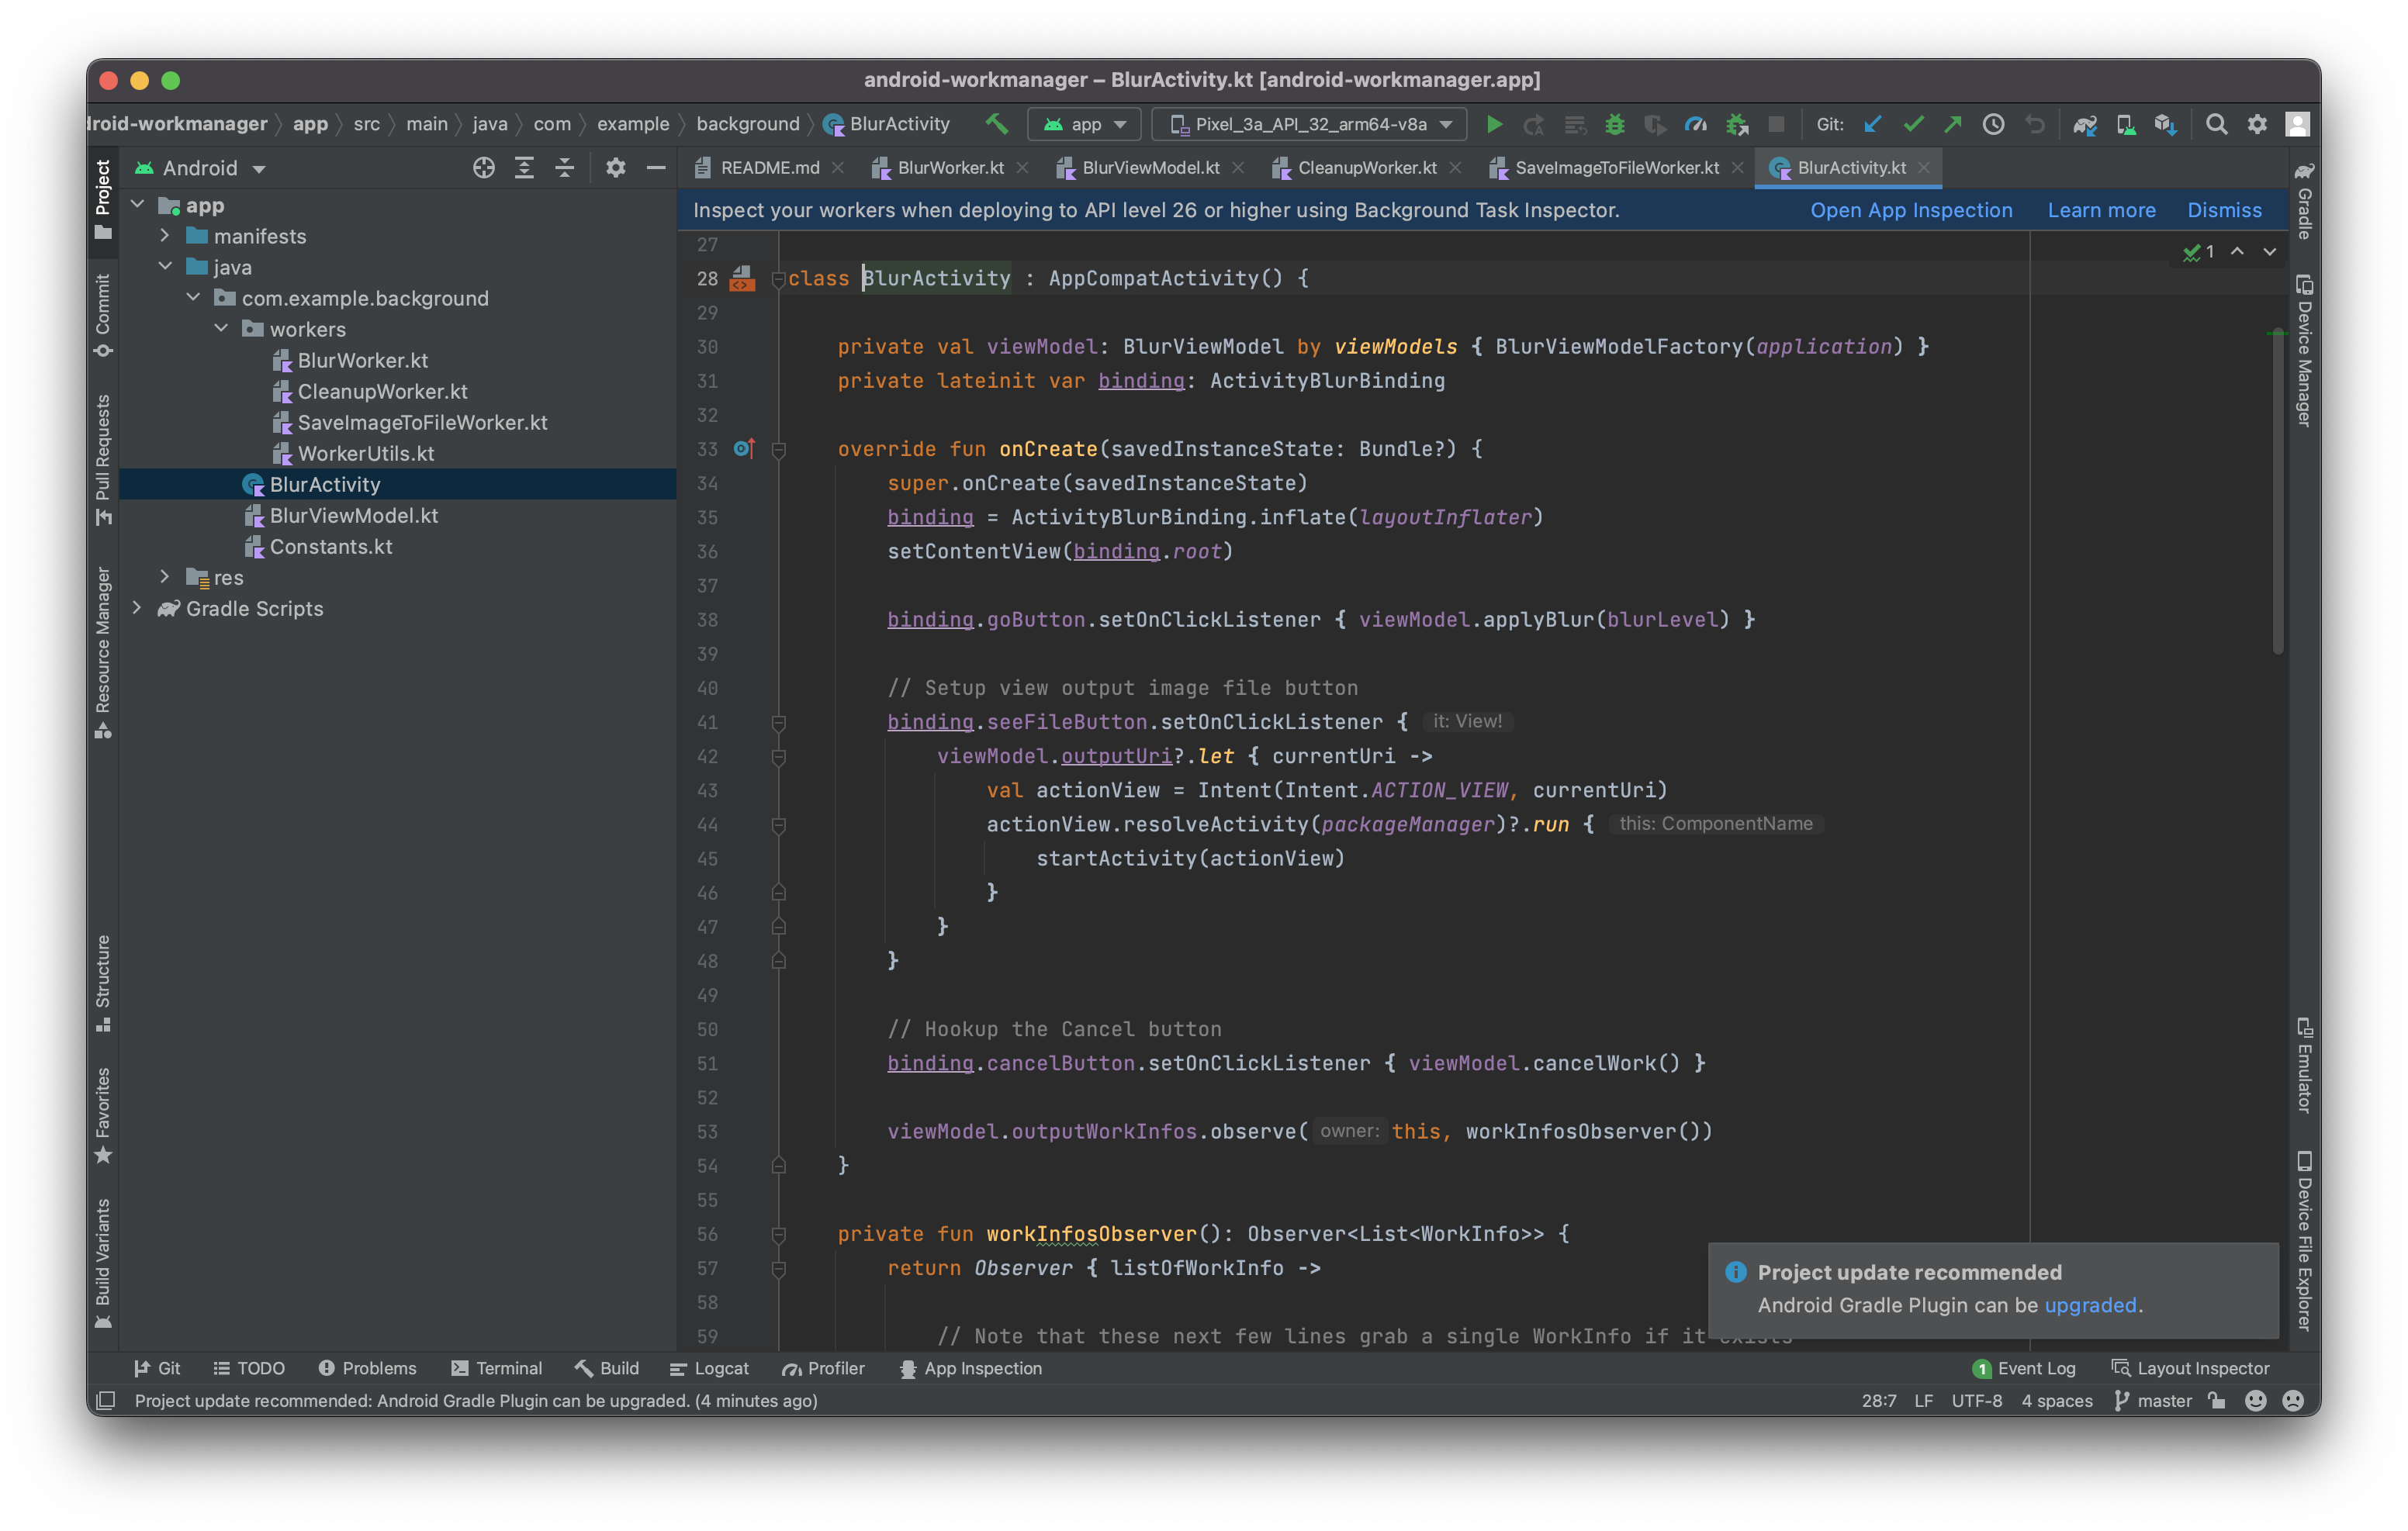 android-workmanager – BlurActivity.kt [android-workmanager.app]
droid-workmanager app src main java com example background BlurActivity app Pixel_3a_API_32_arm64-v8a Git:
Android
README.md BlurWorker.kt BlurViewModel.kt CleanupWorker.kt SaveImageToFileWorker.kt BlurActivity.kt
Project
Commit
Pull Requests
Resource Manager
Structure
Favorites
Build Variants
app
manifests
java
com.example.background
workers
BlurWorker.kt
CleanupWorker.kt
SaveImageToFileWorker.kt
WorkerUtils.kt
BlurActivity
BlurViewModel.kt
Constants.kt
res
Gradle Scripts
Inspect your workers when deploying to API level 26 or higher using Background Task Inspector. Open App Inspection Learn more Dismiss
1
27
28 class BlurActivity : AppCompatActivity() {
29
30 private val viewModel: BlurViewModel by viewModels { BlurViewModelFactory(application) }
31 private lateinit var binding: ActivityBlurBinding
32
33 override fun onCreate(savedInstanceState: Bundle?) {
34 super.onCreate(savedInstanceState)
35 binding = ActivityBlurBinding.inflate(layoutInflater)
36 setContentView(binding.root)
37
38 binding.goButton.setOnClickListener { viewModel.applyBlur(blurLevel) }
39
40 // Setup view output image file button
41 binding.seeFileButton.setOnClickListener { it: View!
42 viewModel.outputUri?.let { currentUri ->
43 val actionView = Intent(Intent.ACTION_VIEW, currentUri)
44 actionView.resolveActivity(packageManager)?.run { this: ComponentName
45 startActivity(actionView)
46 }
47 }
48 }
49
50 // Hookup the Cancel button
51 binding.cancelButton.setOnClickListener { viewModel.cancelWork() }
52
53 viewModel.outputWorkInfos.observe( owner: this, workInfosObserver())
54 }
55
56 private fun workInfosObserver(): Observer<List<WorkInfo>> {
57 return Observer { listOfWorkInfo ->
58
59 // Note that these next few lines grab a single WorkInfo if it exists
Project update recommended
Android Gradle Plugin can be upgraded.
Gradle
Device Manager
Emulator
Device File Explorer
Git TODO Problems Terminal Build Logcat Profiler App Inspection 1 Event Log Layout Inspector
Project update recommended: Android Gradle Plugin can be upgraded. (4 minutes ago) 28:7 LF UTF-8 4 spaces master